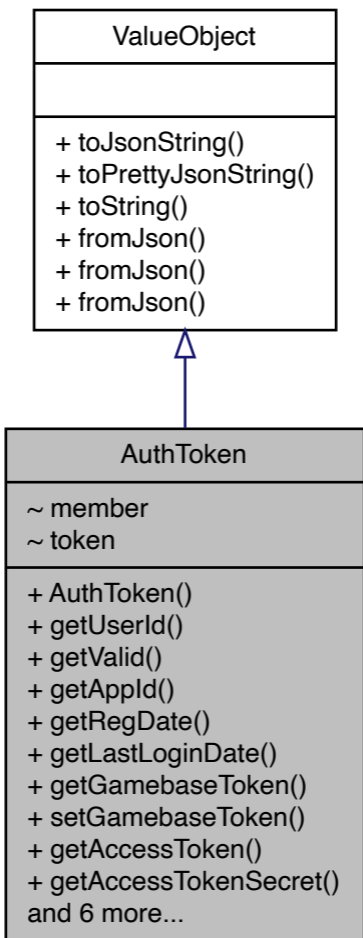 ValueObject
+ toJsonString()
+ toPrettyJsonString()
+ toString()
+ fromJson()
+ fromJson()
+ fromJson()
AuthToken
~ member
~ token
+ AuthToken()
+ getUserId()
+ getValid()
+ getAppId()
+ getRegDate()
+ getLastLoginDate()
+ getGamebaseToken()
+ setGamebaseToken()
+ getAccessToken()
+ getAccessTokenSecret()
and 6 more...